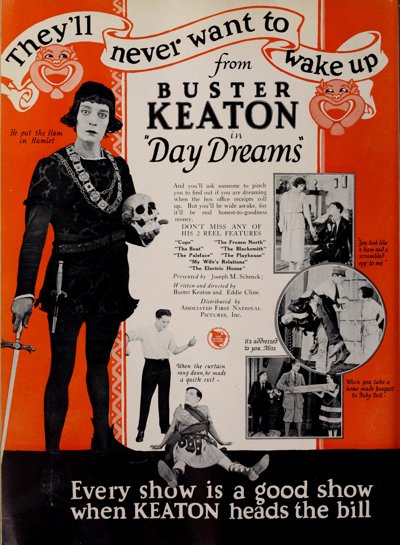 They'll never want to wake up
from
BUSTER
KEATON
in
"Day Dreams"
He put the Ham
in Hamlet
And you'll ask someone to pinch
you to find out if you are dreaming
when the box office receipts roll
up. But you'll be wide awake, for
it'll be real honest-to-goodness
money.
DON'T MISS ANY OF
HIS 2 REEL FEATURES
"Cops" "The Frozen North"
"The Boat" "The Blacksmith"
"The Paleface" "The Playhouse"
"My Wife's Relations"
"The Electric House"
Presented by Joseph M. Schenck;
Written and directed by
Buster Keaton and Eddie Cline.
Distributed by
ASSOCIATED FIRST NATIONAL
PICTURES, Inc.
You look like
a ham and a
scrambled
egg to me"
It's addressed
to you, Miss
When the curtain
rang down, he made
a quick exit -
When you take a
home made bouquet
to Baby Doll -
Every show is a good show
when KEATON heads the bill